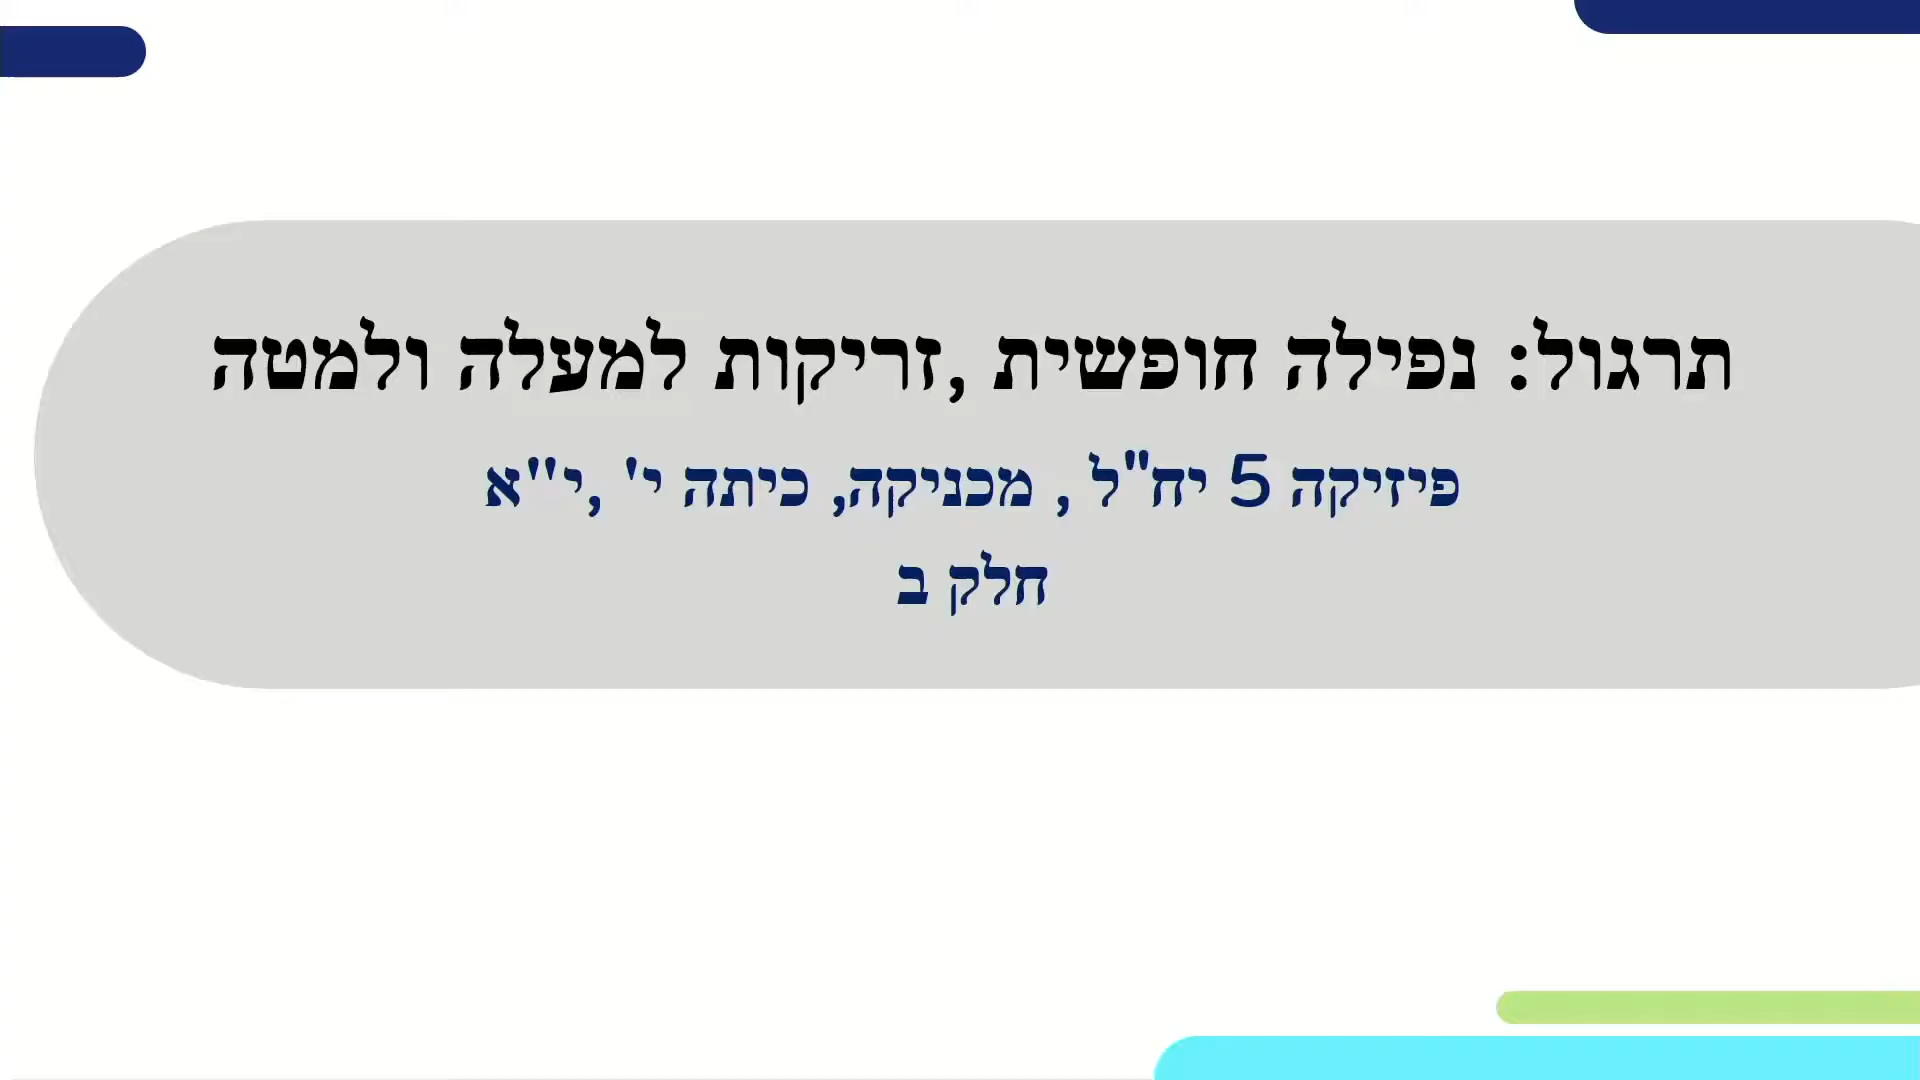 תרגול: נפילה חופשית ,זריקות למעלה ולמטה
פיזיקה 5 יח"ל , מכניקה, כיתה י' ,י"א
חלק ב